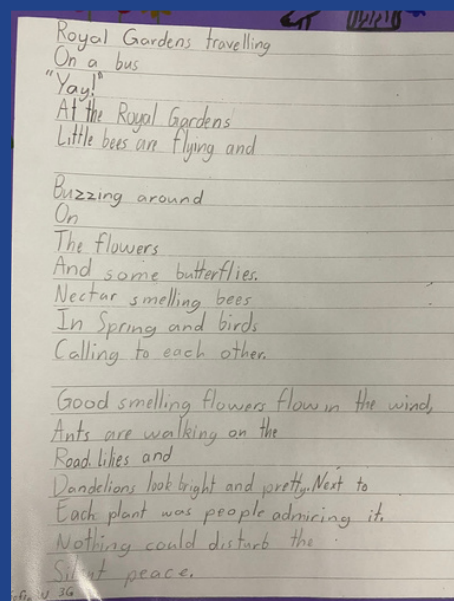 Royal Gardens travelling
On a bus
"Yay!"
At the Royal Gardens
Little bees are flying and
Buzzing around
On
The flowers
And some butterflies.
Nectar smelling bees
In Spring and birds
Calling to each other.
Good smelling flowers flow in the wind,
Ants are walking on the
Road. Lilies and
Dandelions look bright and pretty. Next to
Each plant was people admiring it.
Nothing could disturb the
Silent peace.
3G